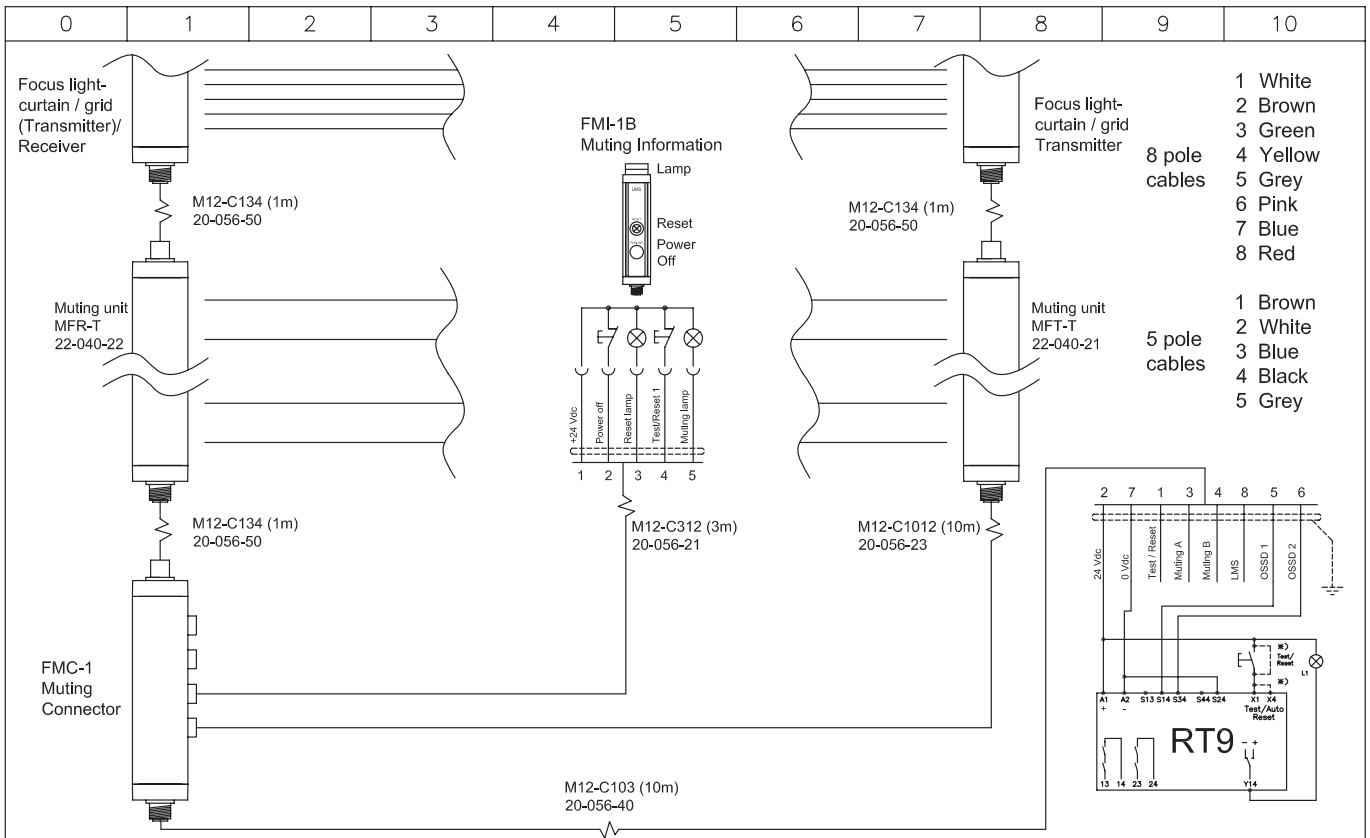 0 1 2 3 4 5 6 7 8 9 10
Focus light-
curtain / grid
(Transmitter)/
Receiver
M12-C134 (1m)
20-056-50
Muting unit
MFR-T
22-040-22
M12-C134 (1m)
20-056-50
FMC-1
Muting
Connector
FMI-1B
Muting Information
Lamp
LMS
RESET
Reset
Power
Off
+24 Vdc
Power off
Reset lamp
Test/Reset 1
Muting lamp
1 2 3 4 5
M12-C312 (3m)
20-056-21
M12-C103 (10m)
20-056-40
Focus light-
curtain / grid
Transmitter
M12-C134 (1m)
20-056-50
Muting unit
MFT-T
22-040-21
M12-C1012 (10m)
20-056-23
8 pole
cables
1 White
2 Brown
3 Green
4 Yellow
5 Grey
6 Pink
7 Blue
8 Red
5 pole
cables
1 Brown
2 White
3 Blue
4 Black
5 Grey
2 7 1 3 4 8 5 6
24 Vdc
0 Vdc
Test / Reset
Muting A
Muting B
LMS
OSSD 1
OSSD 2
※)
Test/
Reset
※)
L1
A1 A2 S13 S14 S34 S44 S24 X1 X4
+ -
Test/Auto
Reset
RT9
- +
13 14 23 24 Y14